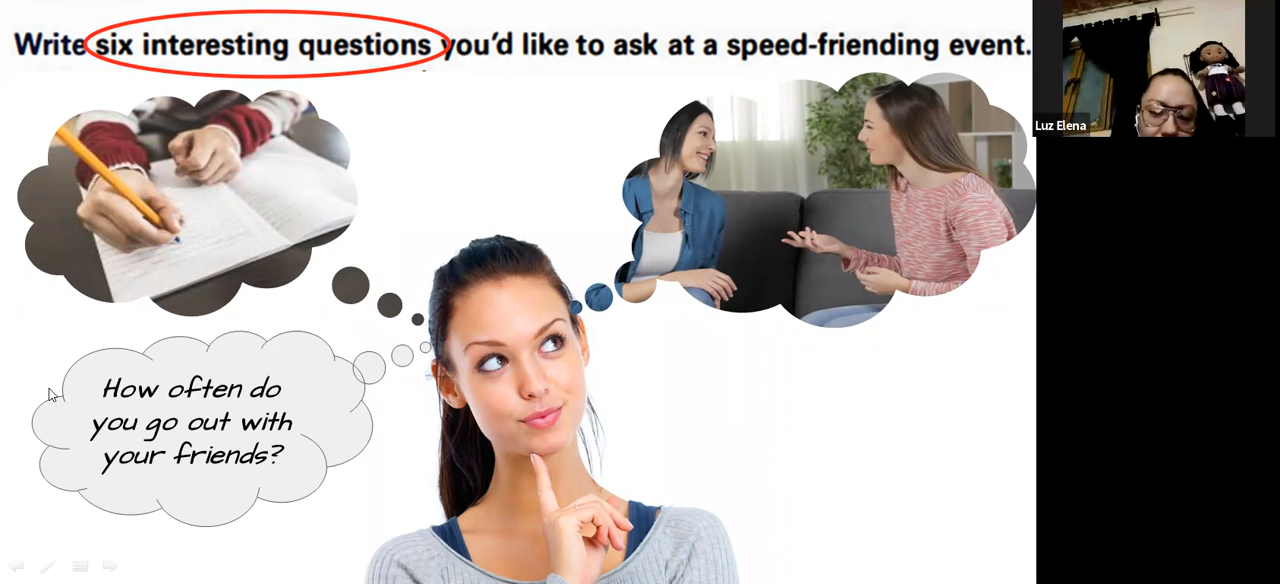 Write six interesting questions you'd like to ask at a speed-friending event.
Luz Elena
How often do
you go out with
your friends?